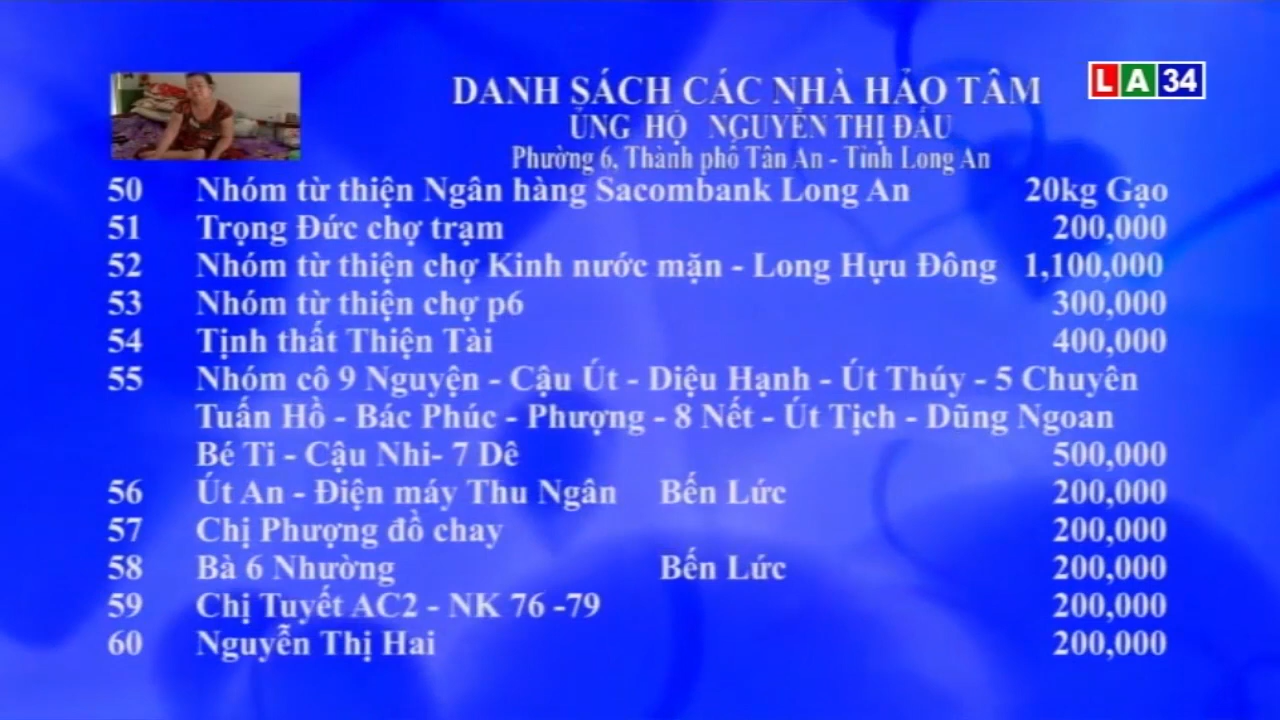 DANH SÁCH CÁC NHÀ HẢO TÂM
LA34
ỦNG HỘ NGUYỄN THỊ ĐẤU
Phường 6, Thành phố Tân An - Tỉnh Long An
50 Nhóm từ thiện Ngân hàng Sacombank Long An 20kg Gạo
51 Trọng Đức chợ trạm 200,000
52 Nhóm từ thiện chợ Kinh nước mặn - Long Hựu Đông 1,100,000
53 Nhóm từ thiện chợ p6 300,000
54 Tịnh thất Thiện Tài 400,000
55 Nhóm cô 9 Nguyện - Cậu Út - Diệu Hạnh - Út Thúy - 5 Chuyên
Tuấn Hồ - Bác Phúc - Phượng - 8 Nết - Út Tịch - Dũng Ngoan
Bé Ti - Cậu Nhi- 7 Dê 500,000
56 Út An - Điện máy Thu Ngân Bến Lức 200,000
57 Chị Phượng đồ chay 200,000
58 Bà 6 Nhường Bến Lức 200,000
59 Chị Tuyết AC2 - NK 76 -79 200,000
60 Nguyễn Thị Hai 200,000